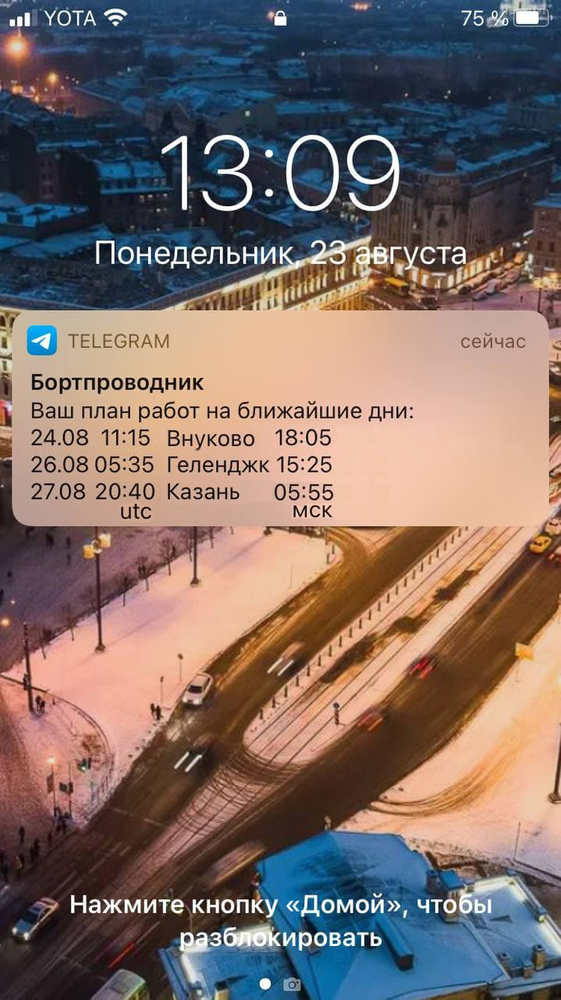 YOTA 75 %
13:09
Понедельник, 23 августа
TELEGRAM сейчас
Бортпроводник
Ваш план работ на ближайшие дни:
24.08 11:15 Внуково 18:05
26.08 05:35 Геленджк 15:25
27.08 20:40 Казань 05:55
utc мск
Нажмите кнопку «Домой», чтобы
разблокировать